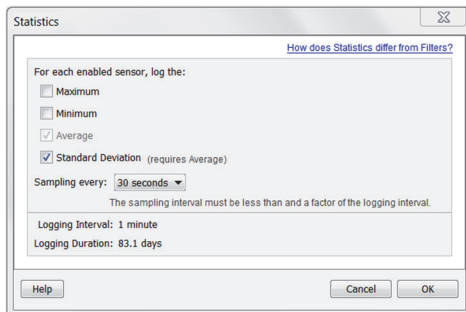 Statistics
How does Statistics differ from Filters?
For each enabled sensor, log the:
Maximum
Minimum
Average
Standard Deviation (requires Average)
Sampling every: 30 seconds
The sampling interval must be less than and a factor of the logging interval.
Logging Interval: 1 minute
Logging Duration: 83.1 days
Help Cancel OK